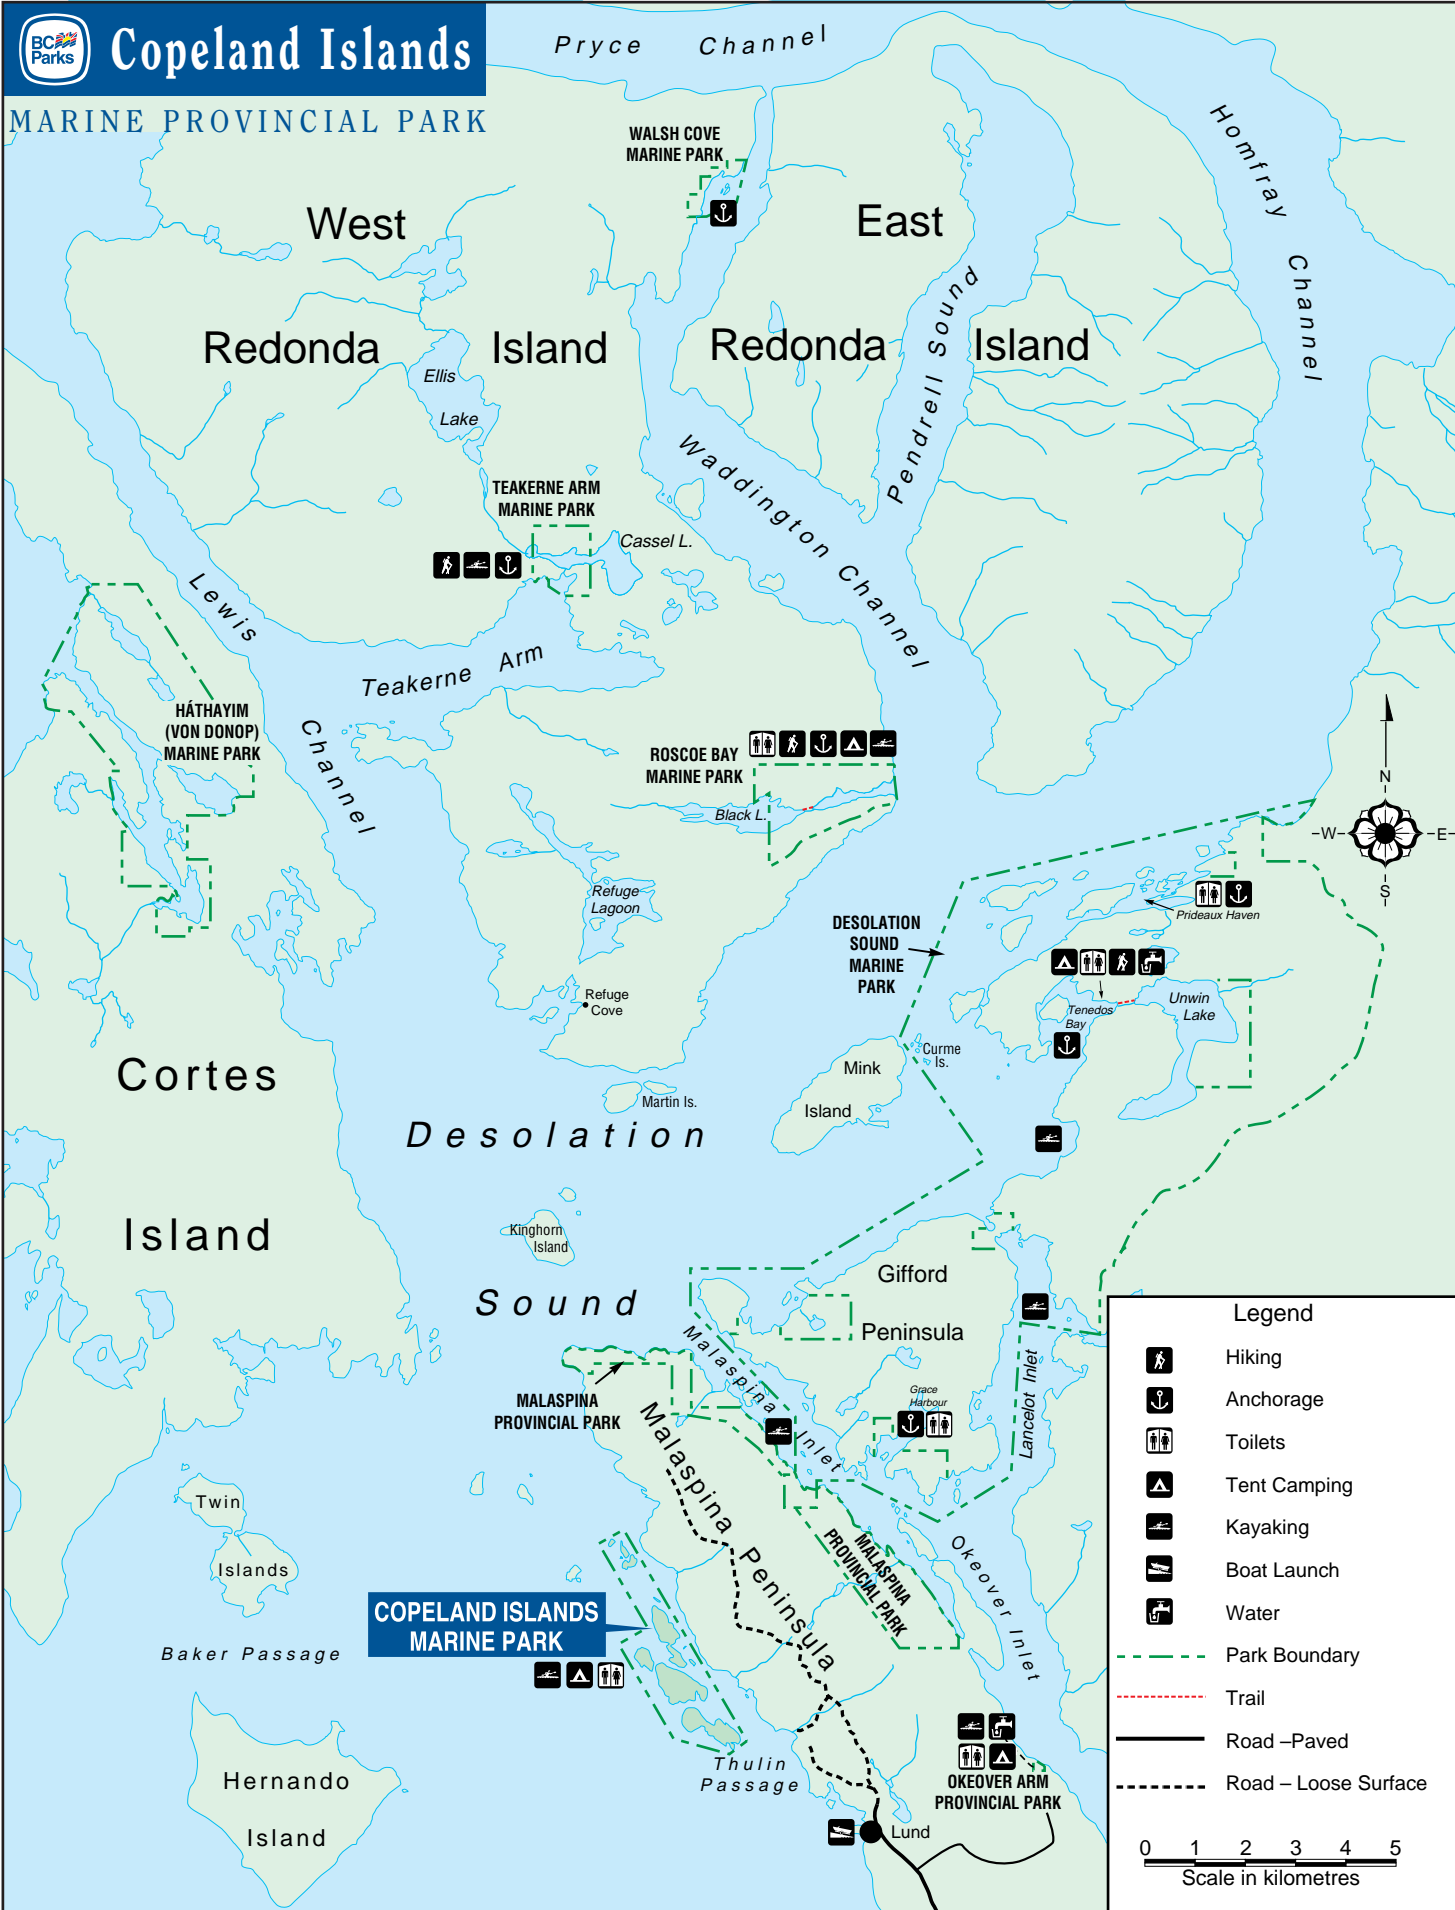 BC
Parks
Copeland Islands
MARINE PROVINCIAL PARK
Pryce Channel
Homfray Channel
WALSH COVE
MARINE PARK
West
Redonda
Island
East
Redonda
Island
Pendrell Sound
Ellis
Lake
Waddington Channel
TEAKERNE ARM
MARINE PARK
Cassel L.
Lewis
Channel
Teakerne Arm
HÁTHAYIM
(VON DONOP)
MARINE PARK
ROSCOE BAY
MARINE PARK
Black L.
N
W
E
S
Refuge
Lagoon
Refuge
Cove
DESOLATION
SOUND
MARINE
PARK
Prideaux Haven
Tenedos
Bay
Unwin
Lake
Curme
Is.
Mink
Island
Martin Is.
Cortes
Island
Desolation
Sound
Kinghorn
Island
Gifford
Peninsula
Malaspina
Inlet
Grace
Harbour
Lancelot Inlet
MALASPINA
PROVINCIAL PARK
Malaspina
Peninsula
MALASPINA
PROVINCIAL PARK
Okeover Inlet
Twin
Islands
COPELAND ISLANDS
MARINE PARK
Baker Passage
Hernando
Island
Thulin
Passage
OKEOVER ARM
PROVINCIAL PARK
Lund
Legend
Hiking
Anchorage
Toilets
Tent Camping
Kayaking
Boat Launch
Water
Park Boundary
Trail
Road –Paved
Road – Loose Surface
0 1 2 3 4 5
Scale in kilometres